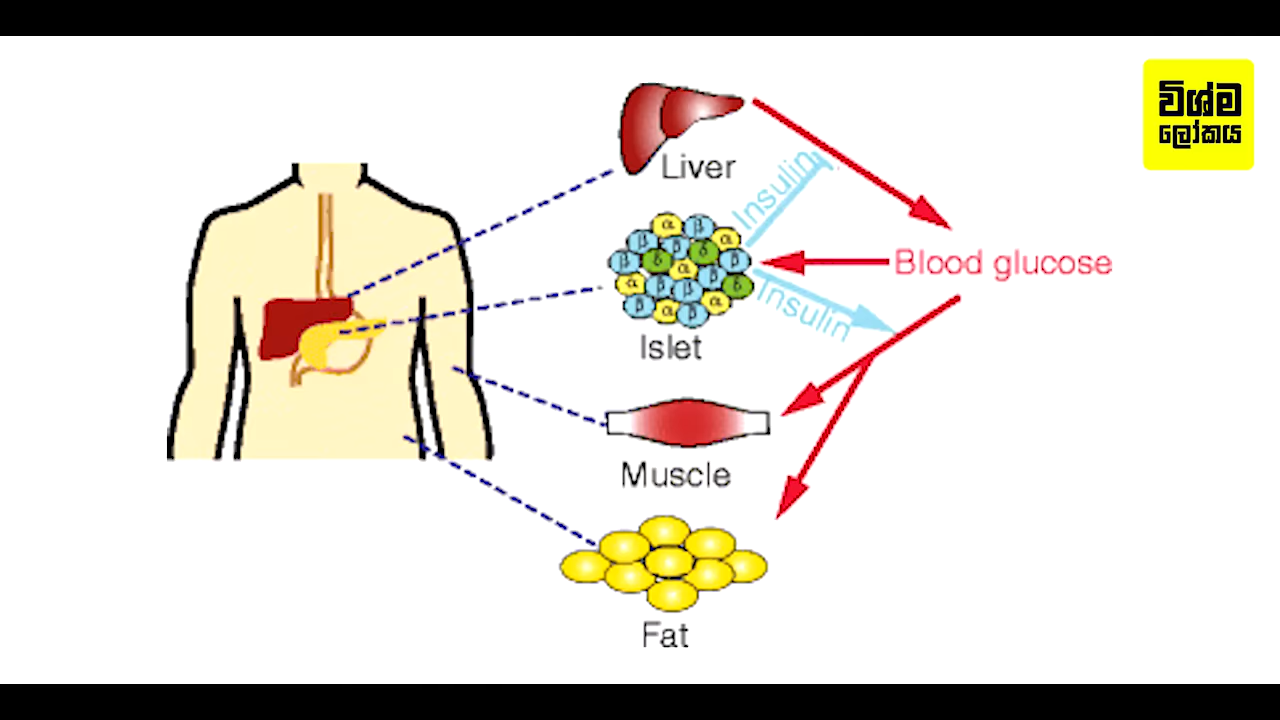 විශ්ම
ලෝකය
Liver
Insulin
α β
β β δ α
β δ α β β
α β β δ
β α β α
Islet
Blood glucose
Insulin
Muscle
Fat